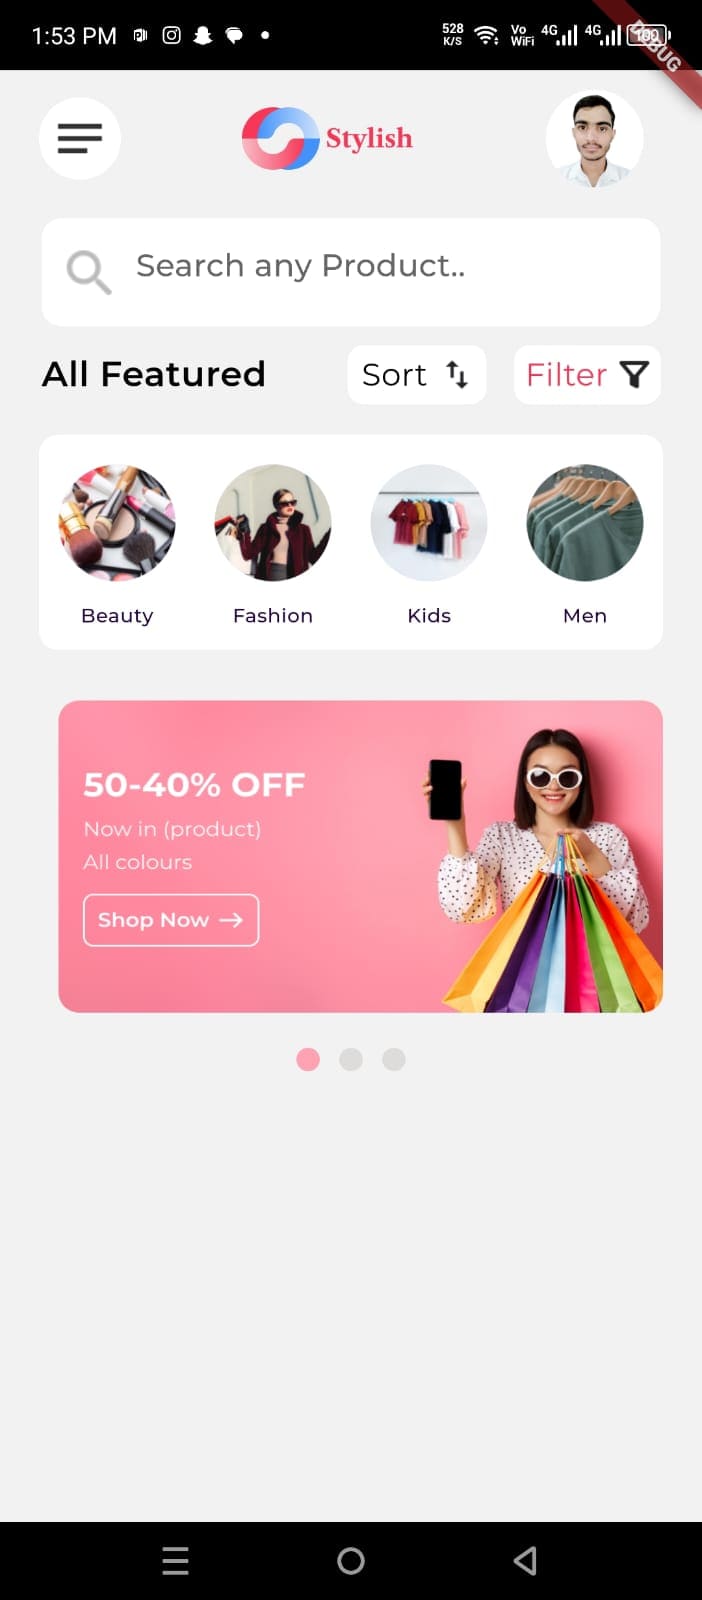 1:53 PM
528
K/S
Vo
WiFi
4G
4G
100
DEBUG
Stylish
Search any Product..
All Featured
Sort
Filter
Beauty
Fashion
Kids
Men
50-40% OFF
Now in (product)
All colours
Shop Now